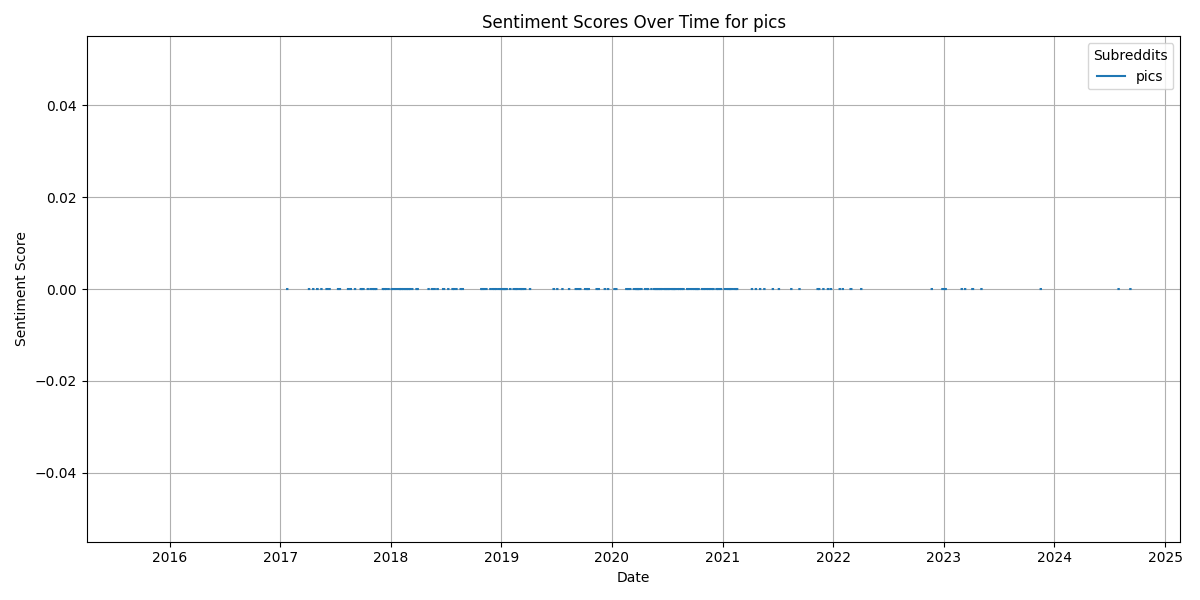 Sentiment Scores Over Time for pics
Subreddits
pics
Sentiment Score
0.04
0.02
0.00
−0.02
−0.04
2016 2017 2018 2019 2020 2021 2022 2023 2024 2025
Date